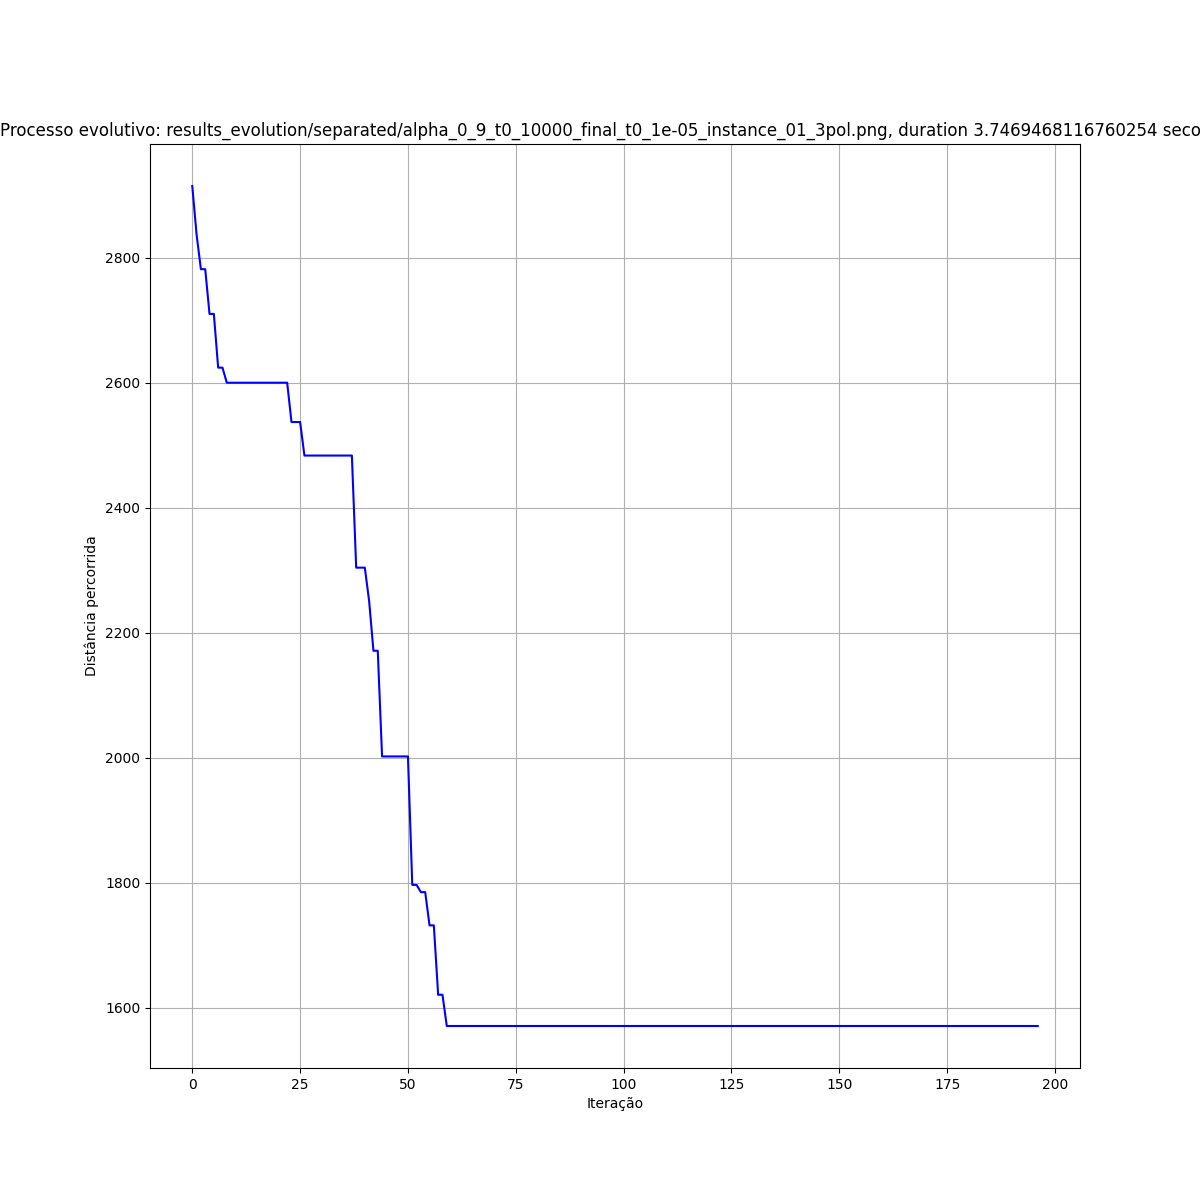 Processo evolutivo: results_evolution/separated/alpha_0_9_t0_10000_final_t0_1e-05_instance_01_3pol.png, duration 3.7469468116760254 seco
2800
2600
2400
2200
2000
1800
1600
Distância percorrida
0 25 50 75 100 125 150 175 200
Iteração